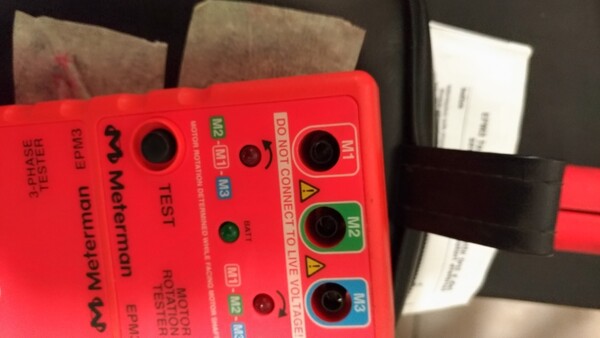 M1
M2
M3
DO NOT CONNECT TO LIVE VOLTAGE!
M2-M1-M3
BATT
M1-M2-M3
MOTOR ROTATION DETERMINED WHILE FACING MOTOR SHAFT
TEST
MOTOR
ROTATION
TESTER
Meterman
EPM3
3-PHASE
TESTER
Meterman